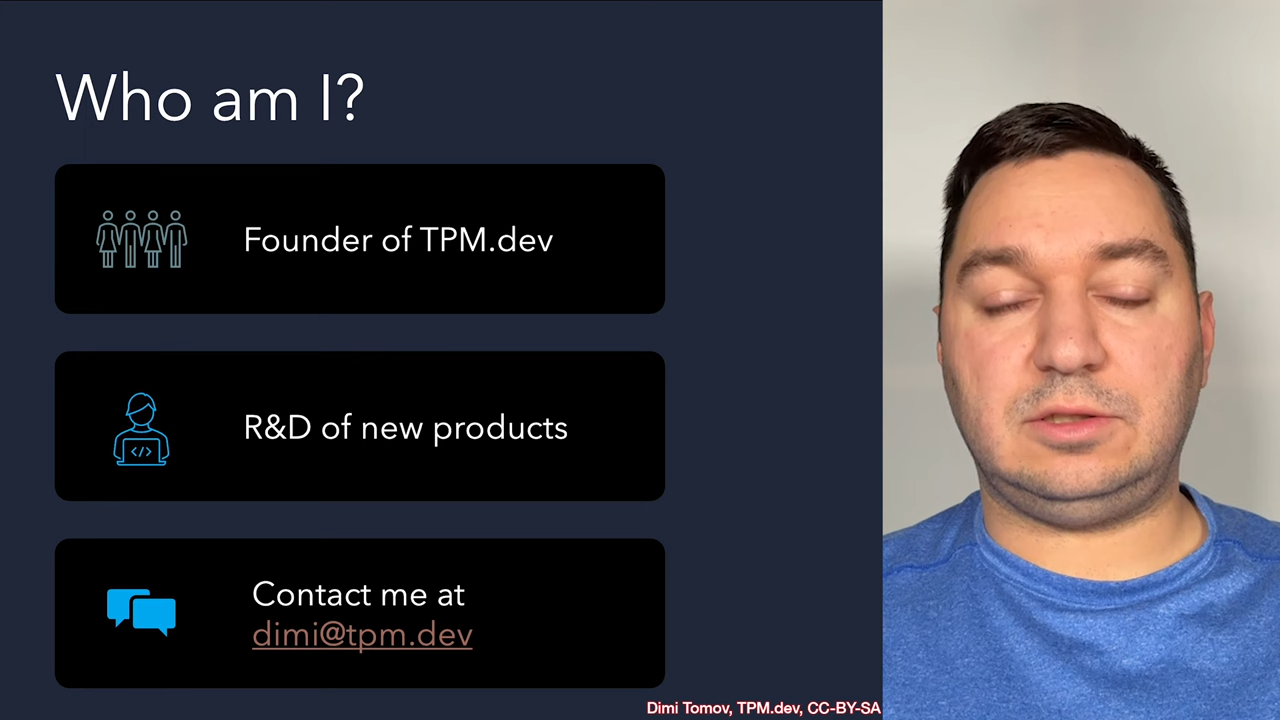 Who am I?
Founder of TPM.dev
</>
R&D of new products
Contact me at
dimi@tpm.dev
Dimi Tomov, TPM.dev, CC-BY-SA